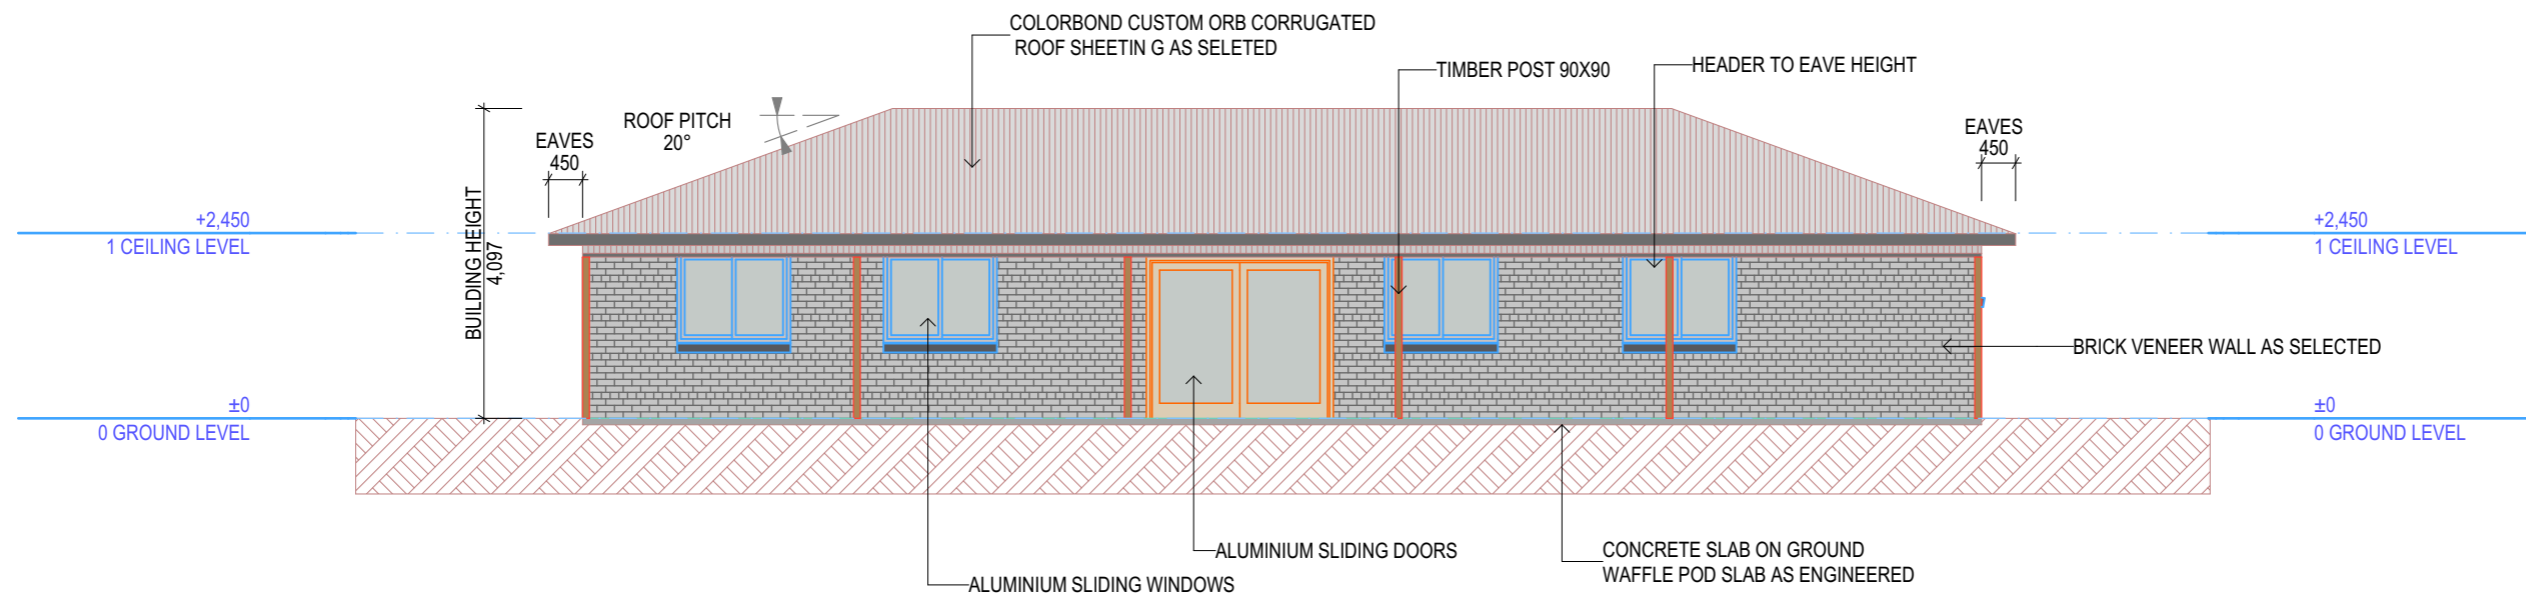 COLORBOND CUSTOM ORB CORRUGATED
ROOF SHEETIN G AS SELETED
TIMBER POST 90X90
HEADER TO EAVE HEIGHT
ROOF PITCH
20°
EAVES
450
EAVES
450
BUILDING HEIGHT
4,097
+2,450
1 CEILING LEVEL
+2,450
1 CEILING LEVEL
BRICK VENEER WALL AS SELECTED
±0
0 GROUND LEVEL
±0
0 GROUND LEVEL
ALUMINIUM SLIDING DOORS
ALUMINIUM SLIDING WINDOWS
CONCRETE SLAB ON GROUND
WAFFLE POD SLAB AS ENGINEERED